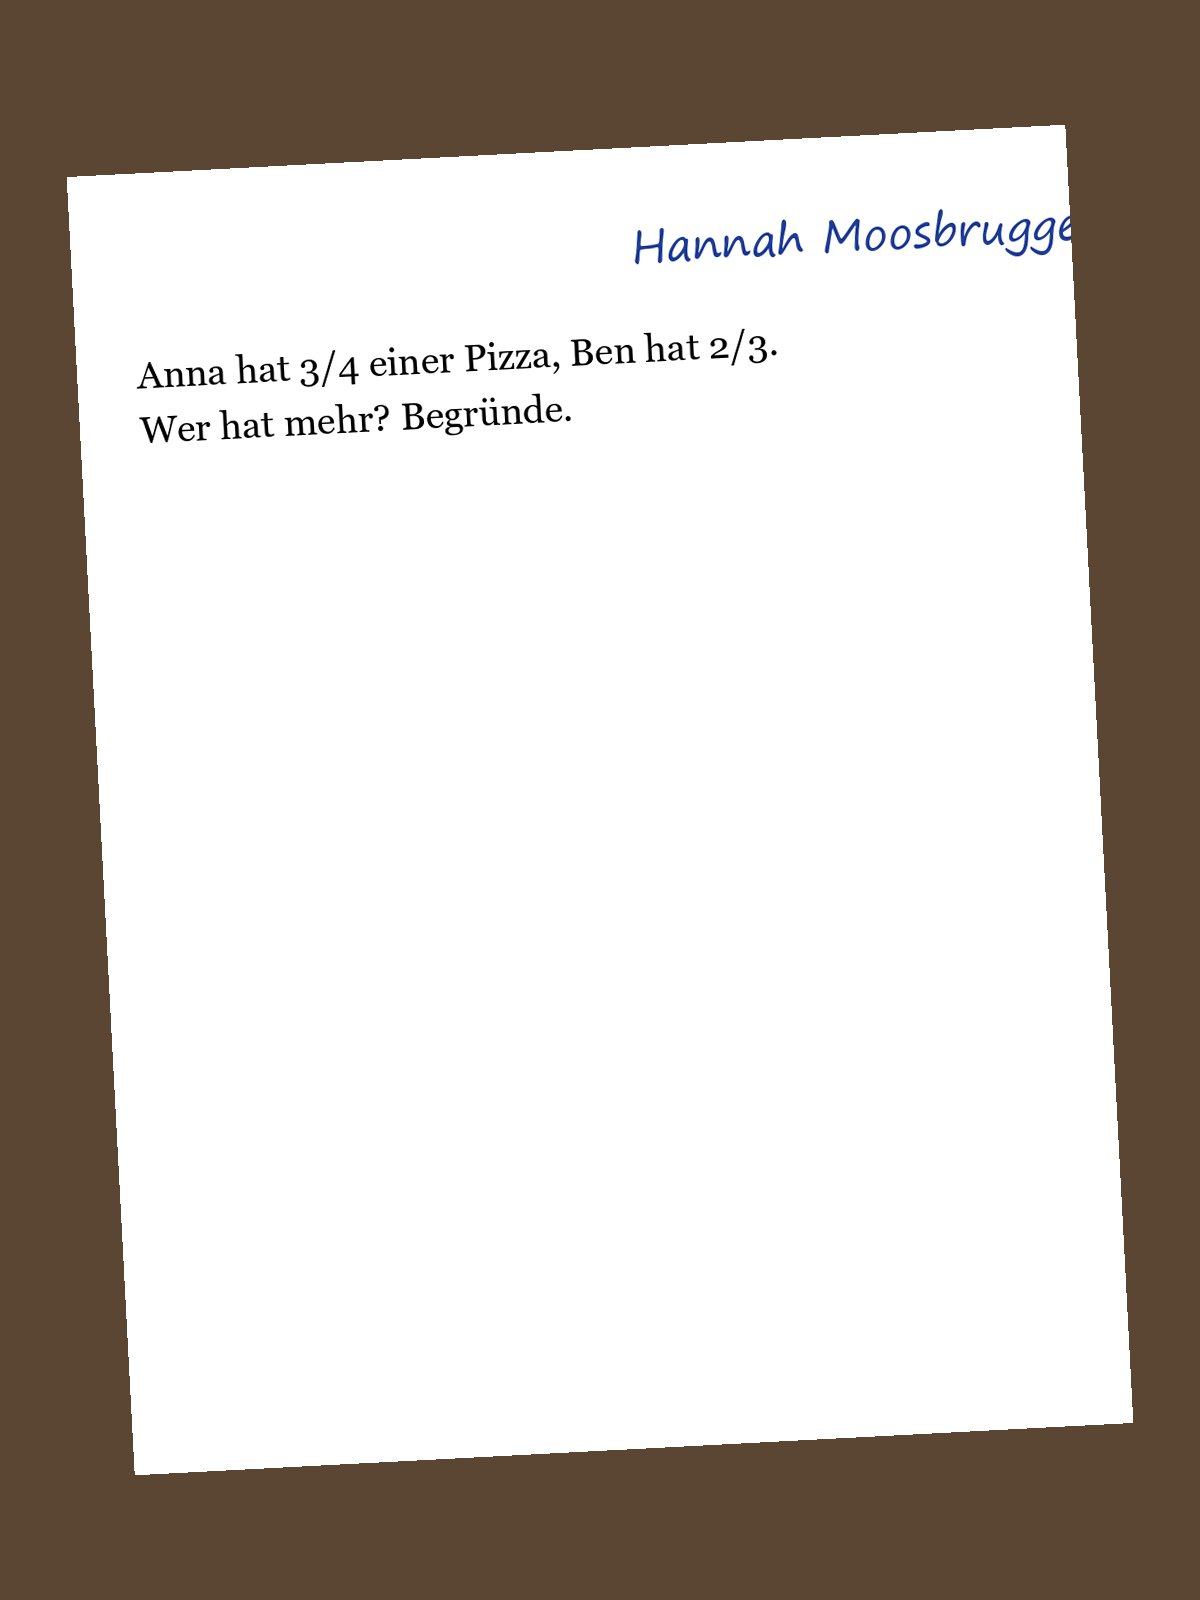 Hannah Moosbrugge
Anna hat 3/4 einer Pizza, Ben hat 2/3.
Wer hat mehr? Begründe.